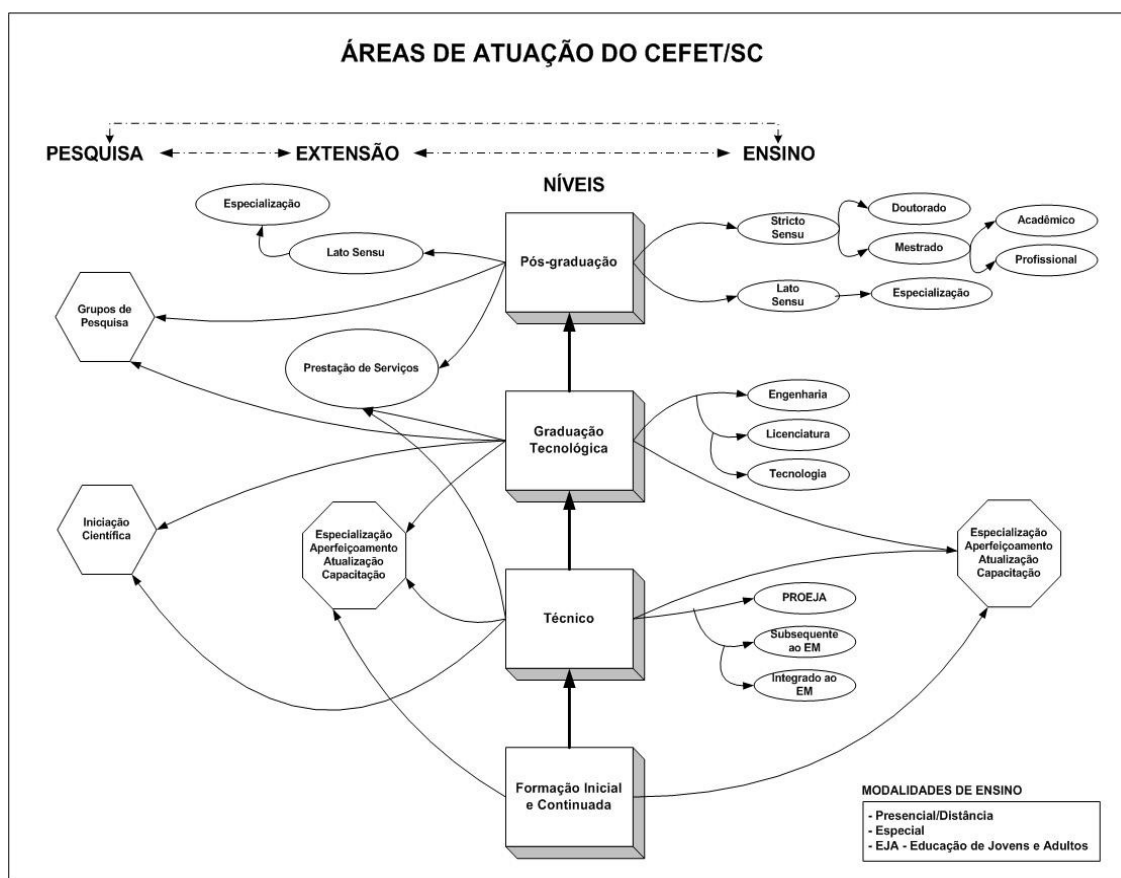 ÁREAS DE ATUAÇÃO DO CEFET/SC
PESQUISA
EXTENSÃO
ENSINO
NÍVEIS
Especialização
Lato Sensu
Pós-graduação
Stricto
Sensu
Doutorado
Mestrado
Acadêmico
Profissional
Lato
Sensu
Especialização
Grupos de
Pesquisa
Prestação de Serviços
Graduação
Tecnológica
Engenharia
Licenciatura
Tecnologia
Iniciação
Científica
Especialização
Aperfeiçoamento
Atualização
Capacitação
Especialização
Aperfeiçoamento
Atualização
Capacitação
Técnico
PROEJA
Subsequente
ao EM
Integrado ao
EM
Formação Inicial
e Continuada
MODALIDADES DE ENSINO
- Presencial/Distância
- Especial
- EJA - Educação de Jovens e Adultos